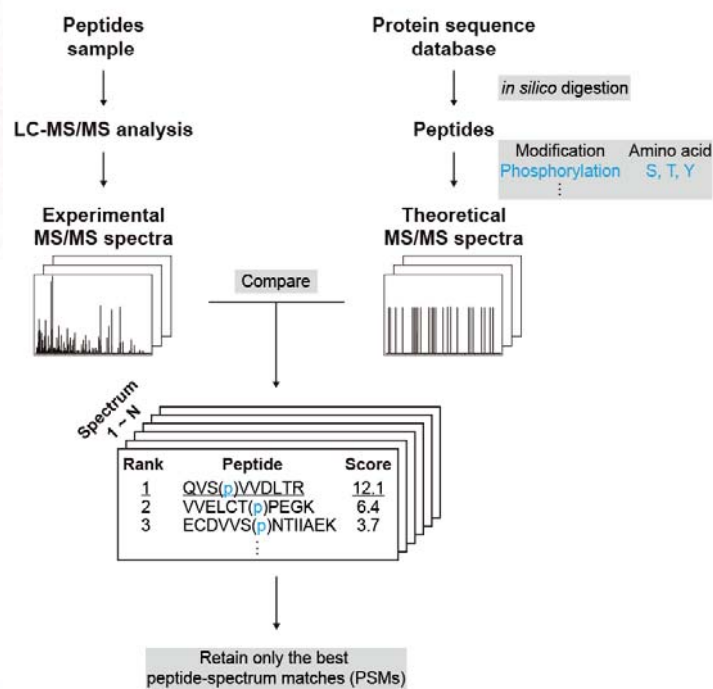 Peptides
sample
Protein sequence
database
in silico digestion
LC-MS/MS analysis
Peptides
Modification Amino acid
Phosphorylation S, T, Y
⋮
Experimental
MS/MS spectra
Theoretical
MS/MS spectra
Compare
Spectrum
1 ~ N
Rank Peptide Score
1 QVS(p)VVDLTR 12.1
2 VVELCT(p)PEGK 6.4
3 ECDVVS(p)NTIIAEK 3.7
⋮
Retain only the best
peptide-spectrum matches (PSMs)